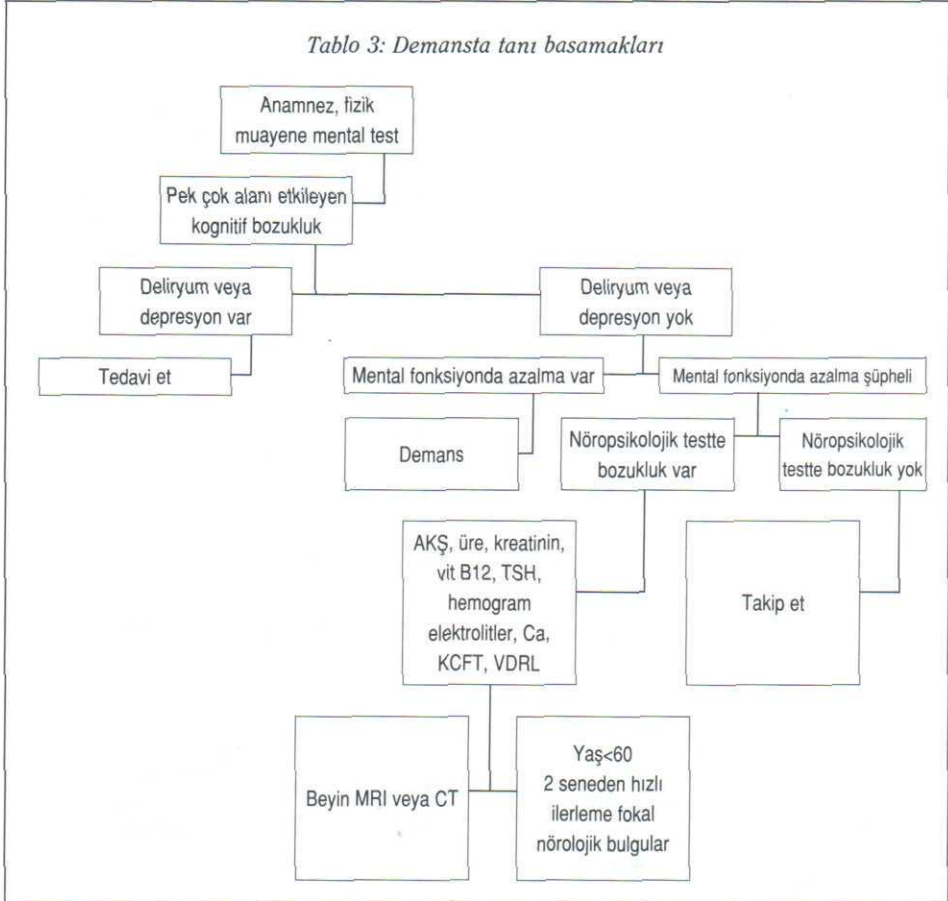 Tablo 3: Demansta tanı basamakları
Anamnez, fizik
muayene mental test
Pek çok alanı etkileyen
kognitif bozukluk
Deliryum veya
depresyon var
Deliryum veya
depresyon yok
Tedavi et
Mental fonksiyonda azalma var
Mental fonksiyonda azalma şüpheli
Demans
Nöropsikolojik testte
bozukluk var
Nöropsikolojik
testte bozukluk yok
AKŞ, üre, kreatinin,
vit B12, TSH,
hemogram
elektrolitler, Ca,
KCFT, VDRL
Takip et
Beyin MRI veya CT
Yaş<60
2 seneden hızlı
ilerleme fokal
nörolojik bulgular